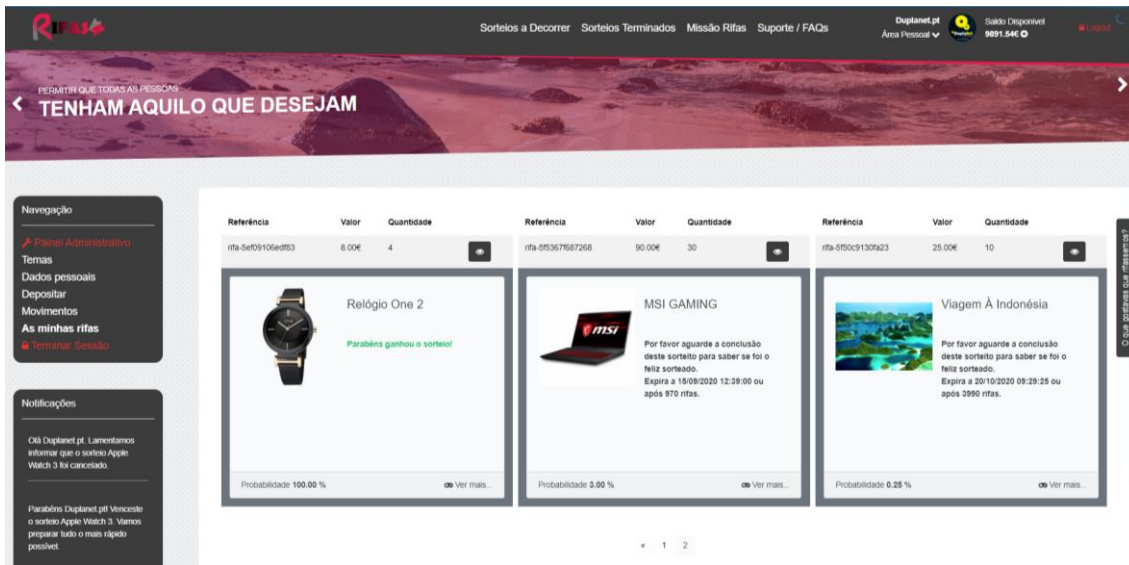 RIFAS4
Sorteios a Decorrer Sorteios Terminados Missão Rifas Suporte / FAQs
Duplanet.pt
Área Pessoal
Saldo Disponivel
9891.54€
Logout
PERMITIR QUE TODAS AS PESSOAS
TENHAM AQUILO QUE DESEJAM
Navegação
Painel Administrativo
Temas
Dados pessoais
Depositar
Movimentos
As minhas rifas
Terminar Sessão
Notificações
Olá Duplanet.pt. Lamentamos
informar que o sorteio Apple
Watch 3 foi cancelado.
Parabéns Duplanet.pt! Venceste
o sorteio Apple Watch 3. Vamos
preparar tudo o mais rápido
possível.
Referência Valor Quantidade
rifa-5ef09106edf83 8.00€ 4
Relógio One 2
Parabéns ganhou o sorteio!
Probabilidade 100.00 %
Ver mais...
Referência Valor Quantidade
rifa-5f5367f687268 90.00€ 30
msi
MSI GAMING
Por favor aguarde a conclusão
deste sorteito para saber se foi o
feliz sorteado.
Expira a 15/09/2020 12:39:00 ou
após 970 rifas.
Probabilidade 3.00 %
Ver mais...
Referência Valor Quantidade
rifa-5f50c9130fa23 25.00€ 10
Viagem À Indonésia
Por favor aguarde a conclusão
deste sorteito para saber se foi o
feliz sorteado.
Expira a 20/10/2020 09:29:25 ou
após 3990 rifas.
Probabilidade 0.25 %
Ver mais...
« 1 2
O que gostavas que rifassemos?